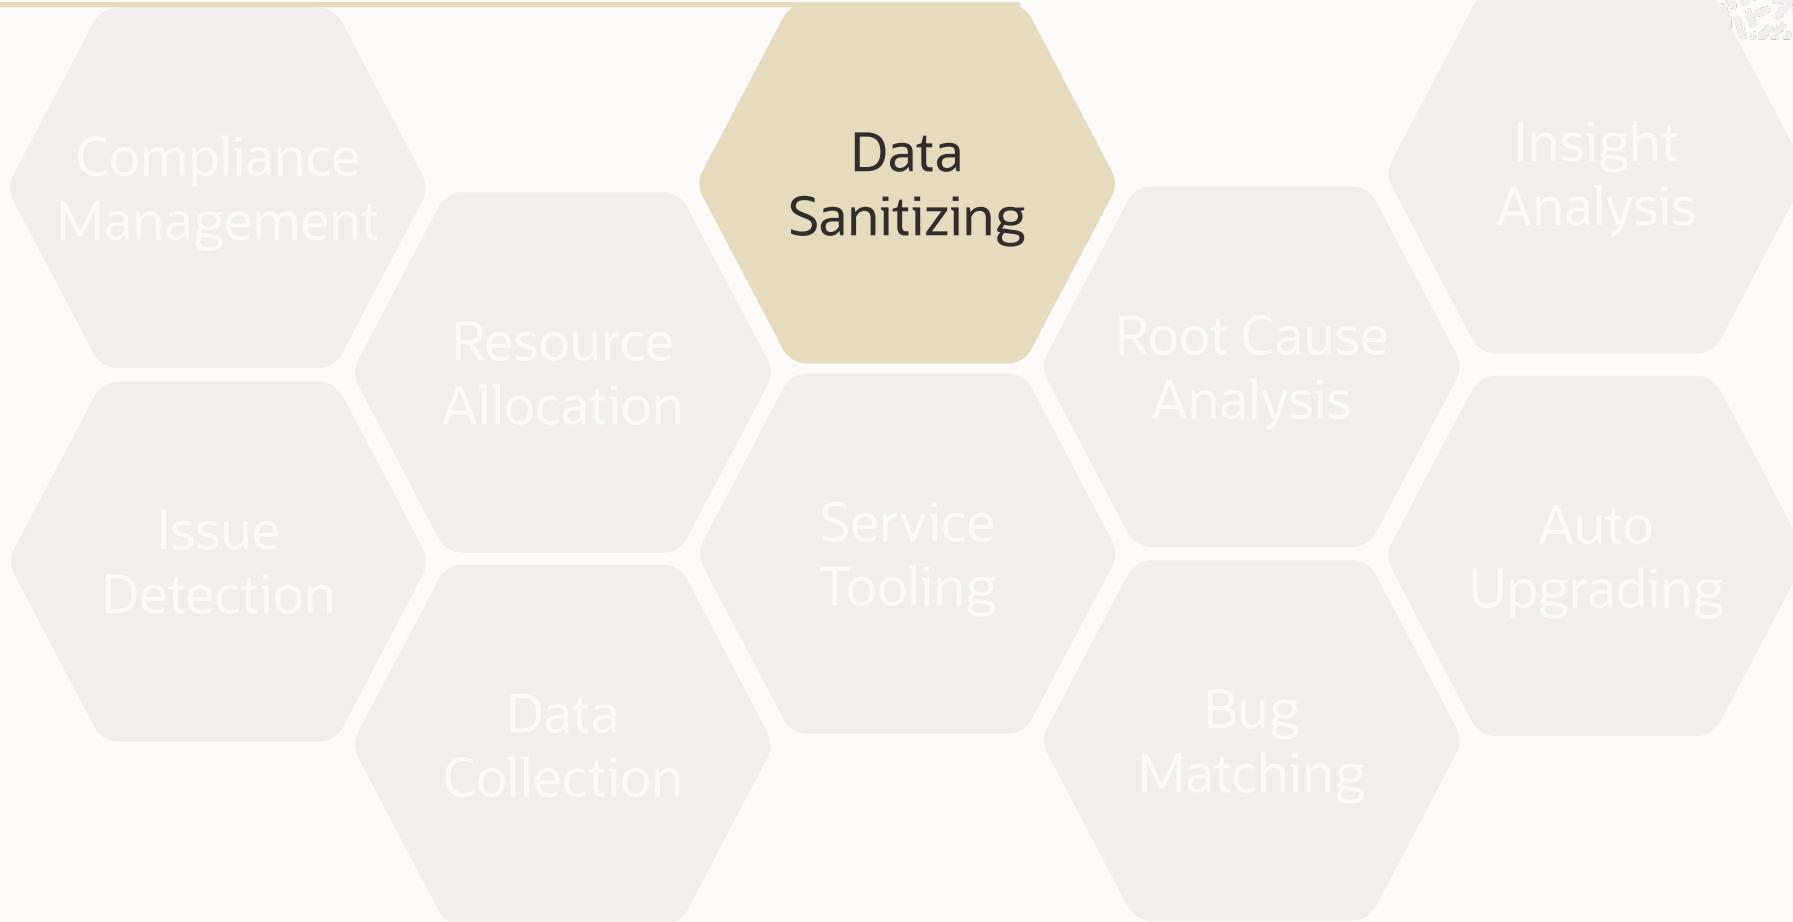 Compliance
Management
Data
Sanitizing
Insight
Analysis
Resource
Allocation
Root Cause
Analysis
Issue
Detection
Service
Tooling
Auto
Upgrading
Data
Collection
Bug
Matching